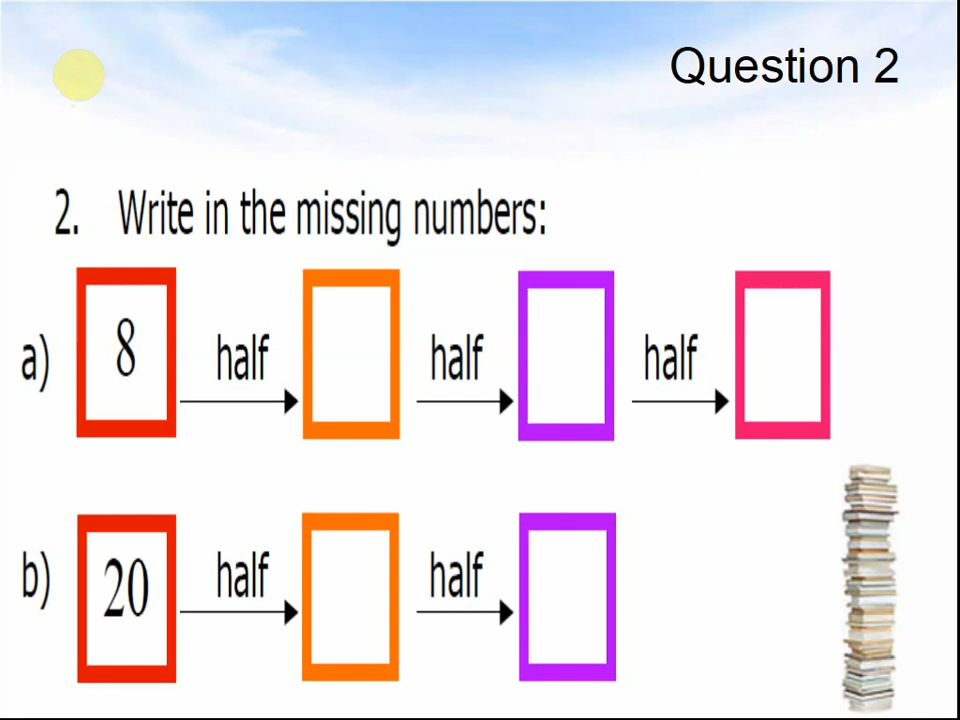 Question 2
2. Write in the missing numbers:
a) 8 half half half
b) 20 half half